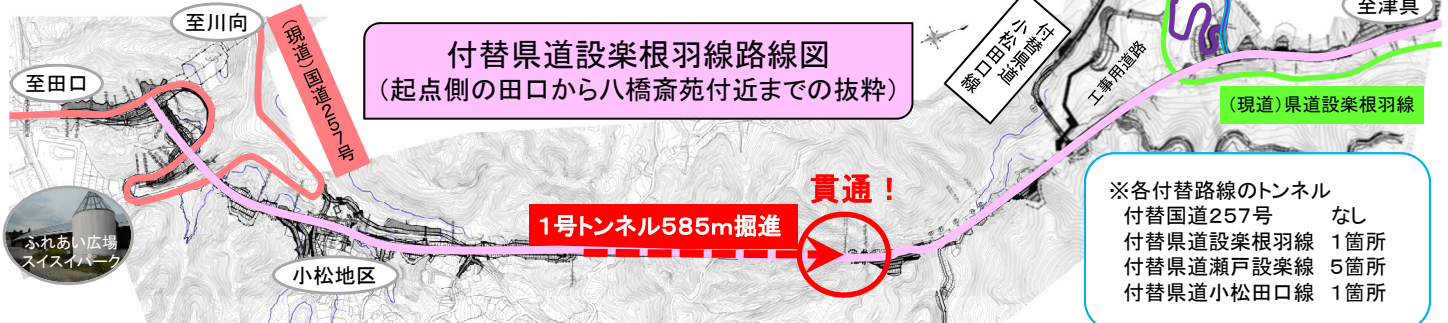 至川向
至田口
(現道)国道257号
付替県道設楽根羽線路線図
(起点側の田口から八橋斎苑付近までの抜粋)
付替県道
小松田口線
工事用道路
至津具
(現道)県道設楽根羽線
貫通！
1号トンネル585m掘進
ふれあい広場
スイスイパーク
小松地区
※各付替路線のトンネル
付替国道257号 なし
付替県道設楽根羽線 1箇所
付替県道瀬戸設楽線 5箇所
付替県道小松田口線 1箇所